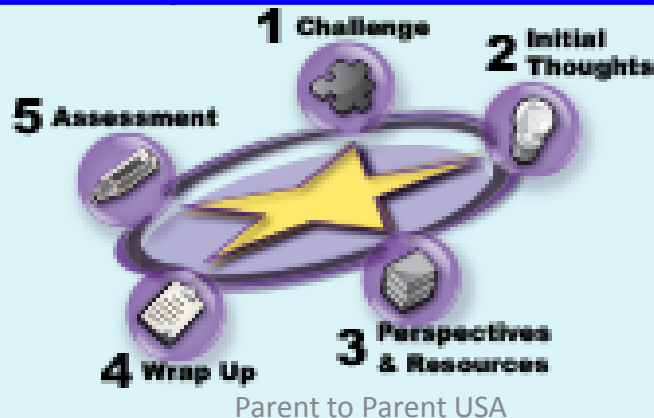 1 Challenge
2 Initial
Thoughts
3 Perspectives
& Resources
4 Wrap Up
5 Assessment
Parent to Parent USA